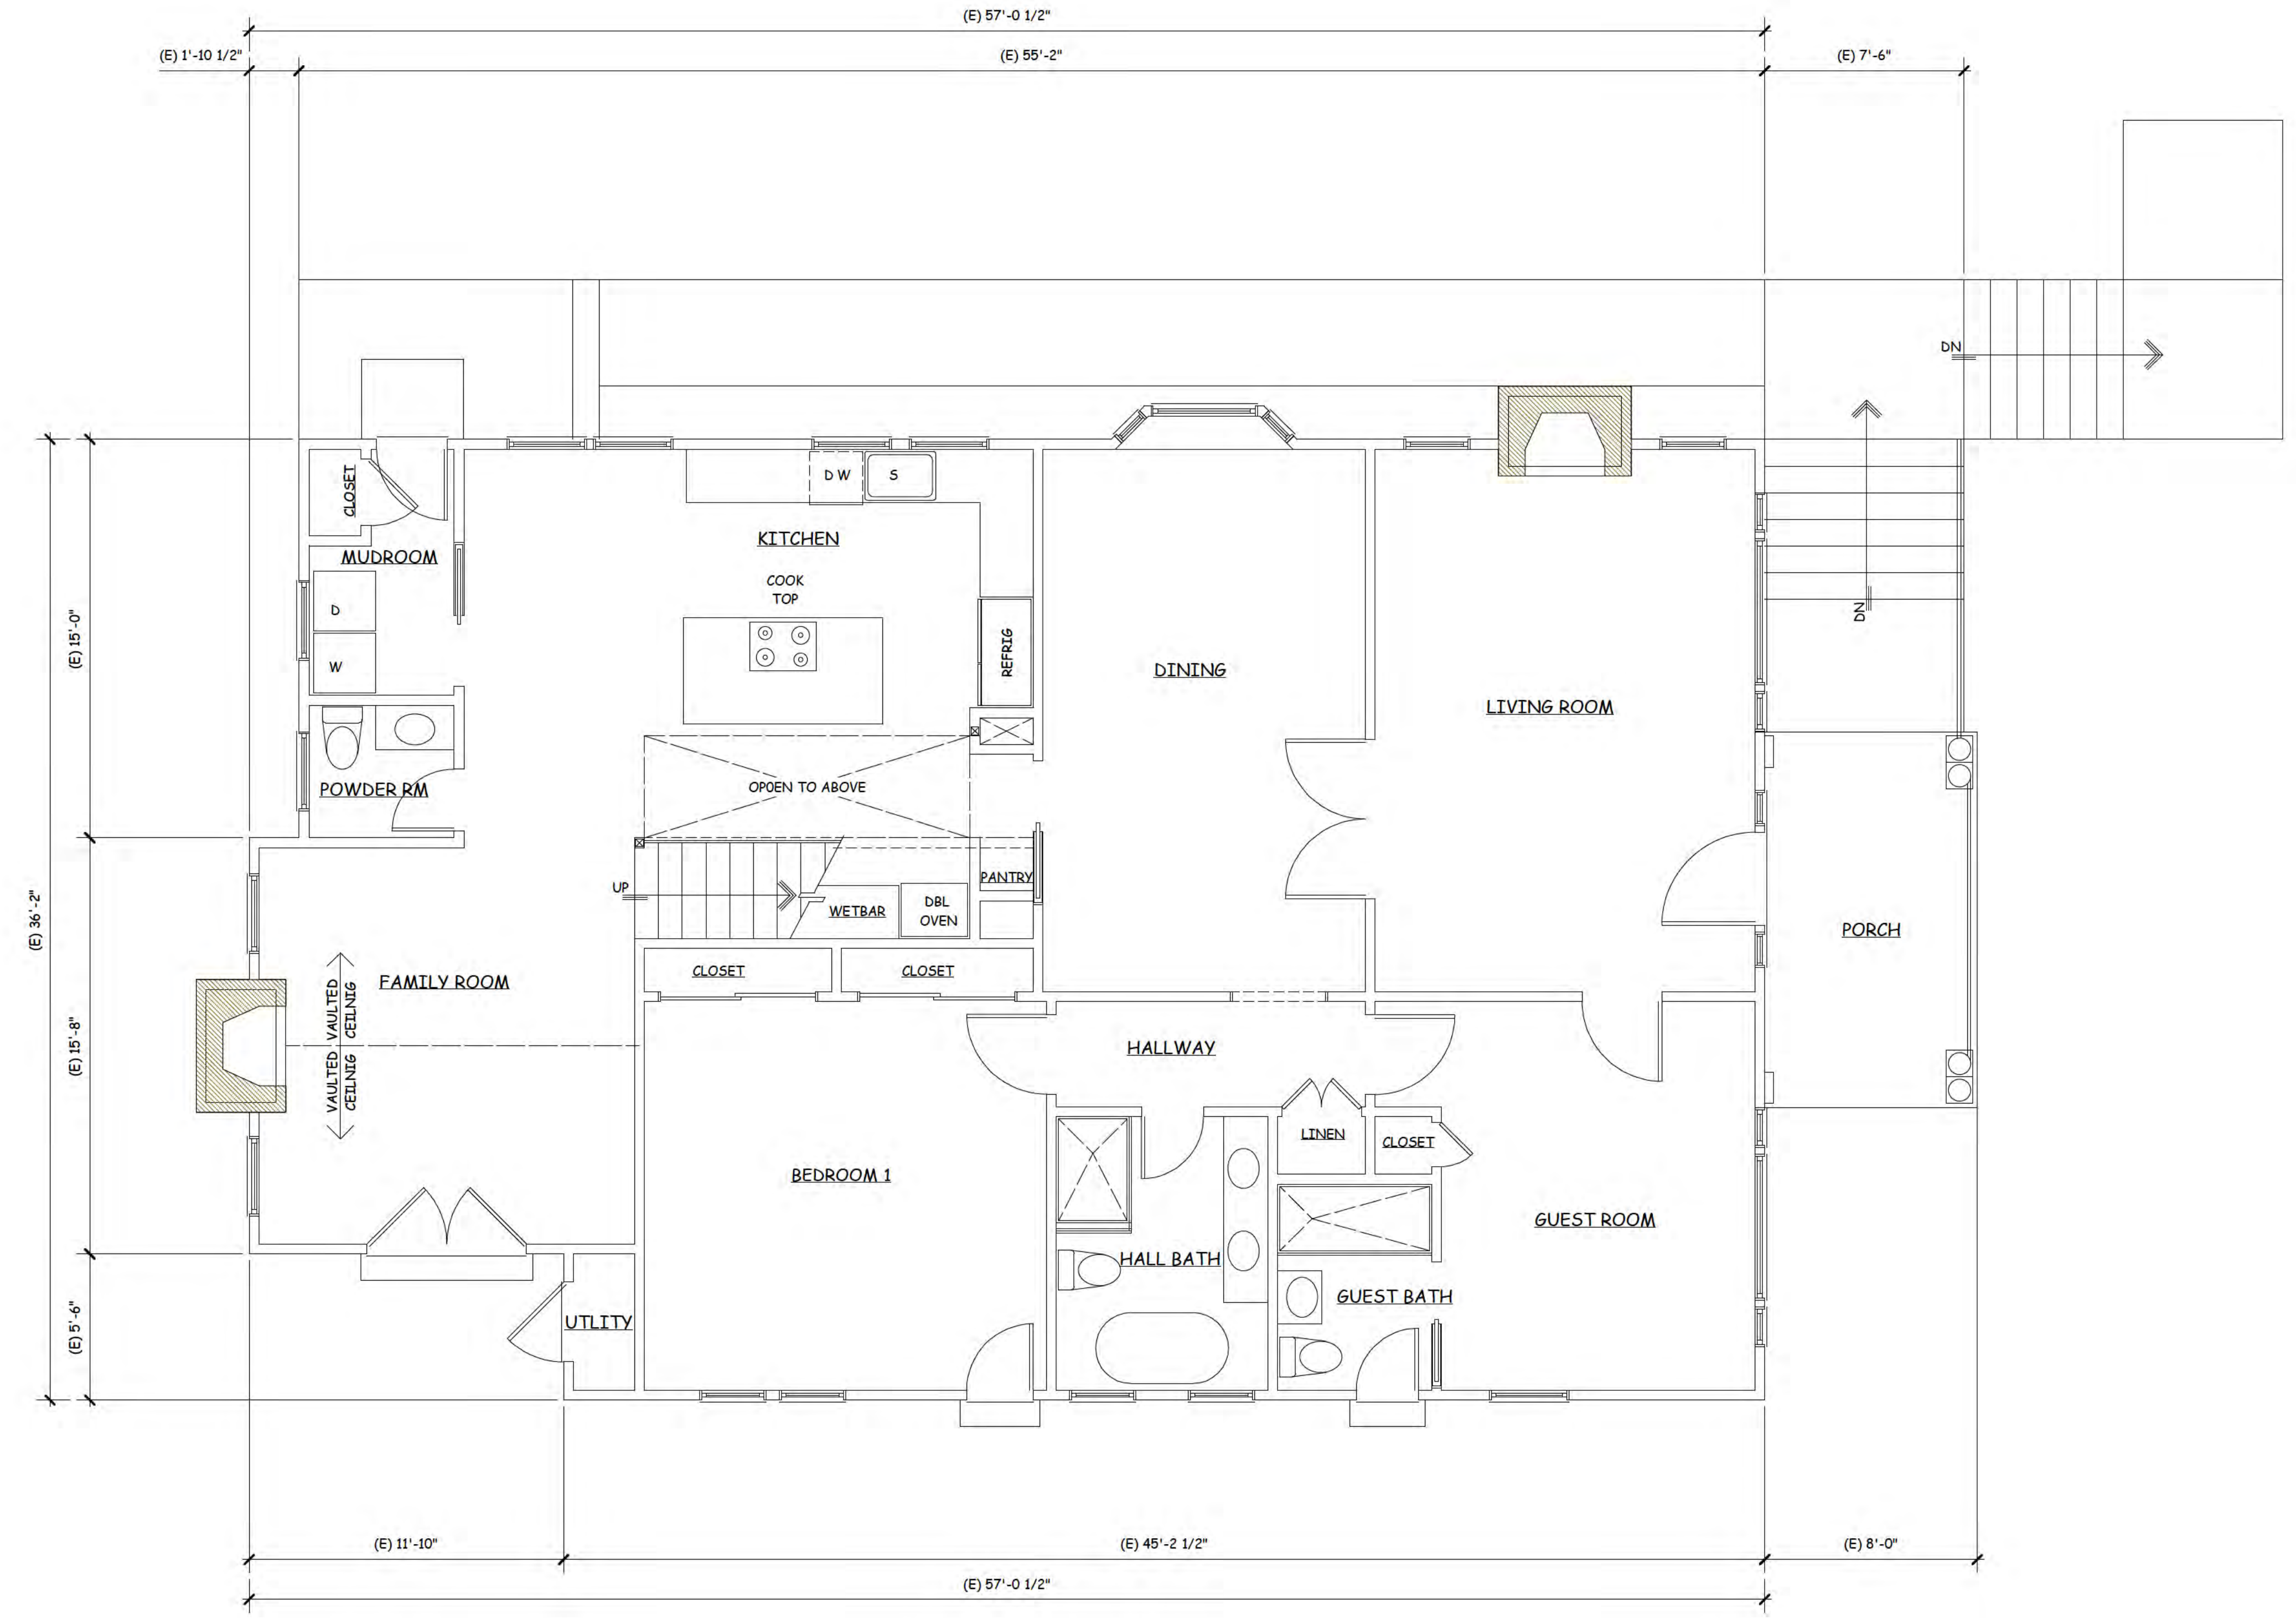 (E) 57'-0 1/2"
(E) 1'-10 1/2"
(E) 55'-2"
(E) 7'-6"
DN
DN
CLOSET
MUDROOM
D
W
POWDER RM
D W
S
KITCHEN
COOK
TOP
REFRIG
OPOEN TO ABOVE
UP
WETBAR
DBL
OVEN
PANTRY
DINING
LIVING ROOM
PORCH
(E) 15'-0"
(E) 36'-2"
(E) 15'-8"
(E) 5'-6"
FAMILY ROOM
VAULTED
CEILNIG
VAULTED
CEILNIG
CLOSET
CLOSET
HALLWAY
BEDROOM 1
LINEN
CLOSET
HALL BATH
GUEST ROOM
GUEST BATH
UTLITY
(E) 11'-10"
(E) 45'-2 1/2"
(E) 8'-0"
(E) 57'-0 1/2"